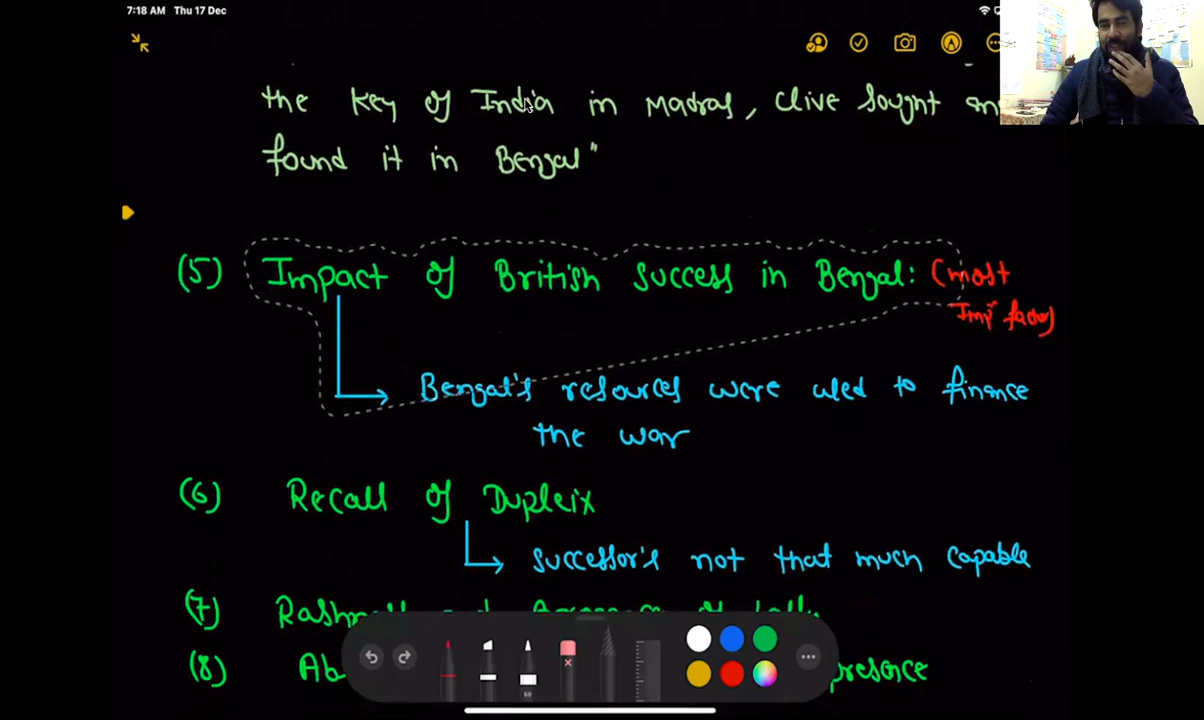 7:18 AM Thu 17 Dec
the key of India in Madras, Clive sought
found it in Bengal"
(5) Impact of British success in Bengal: (most
Imp factor)
Bengal's resources were used to finance
the war
(6) Recall of Dupleix
successor's not that much capable
(7)
(8) presence
50